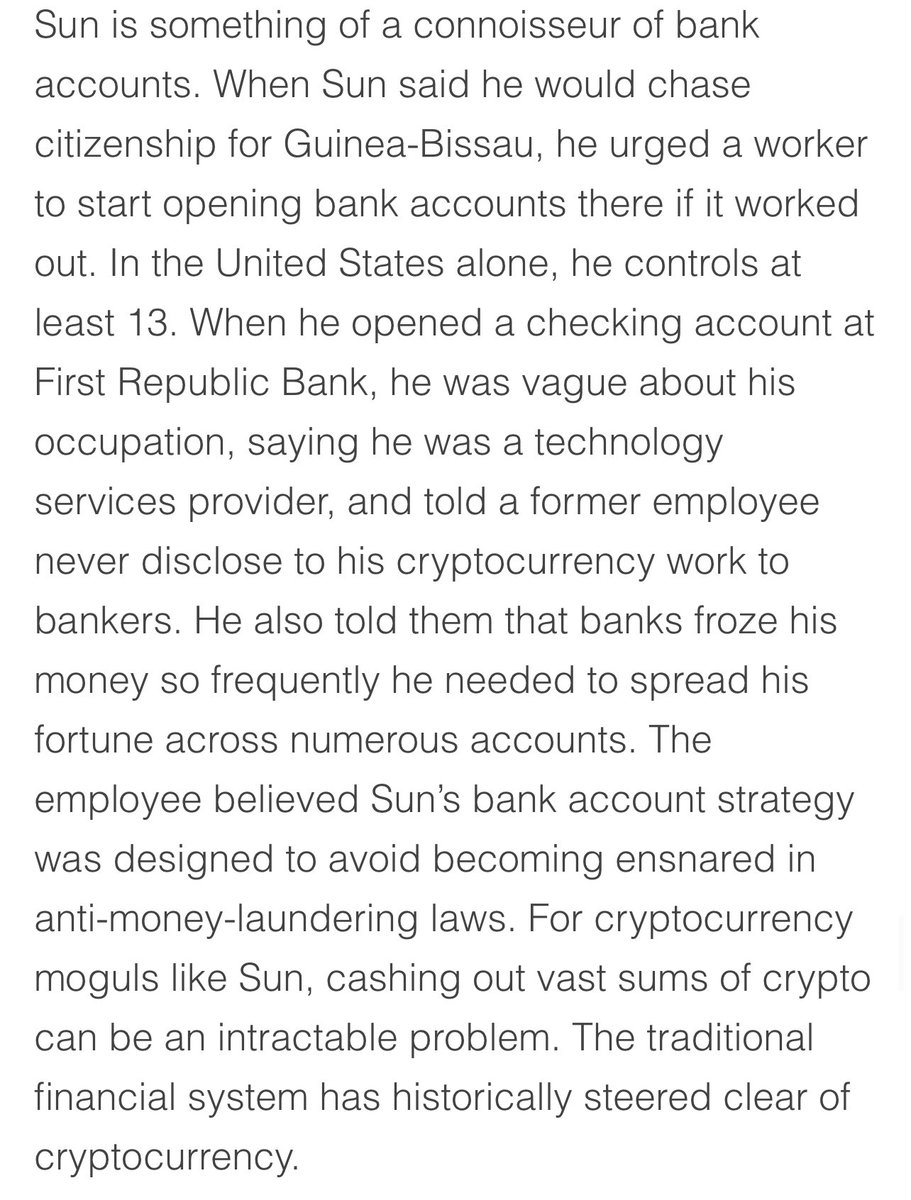 Sun is something of a connoisseur of bank
accounts. When Sun said he would chase
citizenship for Guinea-Bissau, he urged a worker
to start opening bank accounts there if it worked
out. In the United States alone, he controls at
least 13. When he opened a checking account at
First Republic Bank, he was vague about his
occupation, saying he was a technology
services provider, and told a former employee
never disclose to his cryptocurrency work to
bankers. He also told them that banks froze his
money so frequently he needed to spread his
fortune across numerous accounts. The
employee believed Sun’s bank account strategy
was designed to avoid becoming ensnared in
anti-money-laundering laws. For cryptocurrency
moguls like Sun, cashing out vast sums of crypto
can be an intractable problem. The traditional
financial system has historically steered clear of
cryptocurrency.